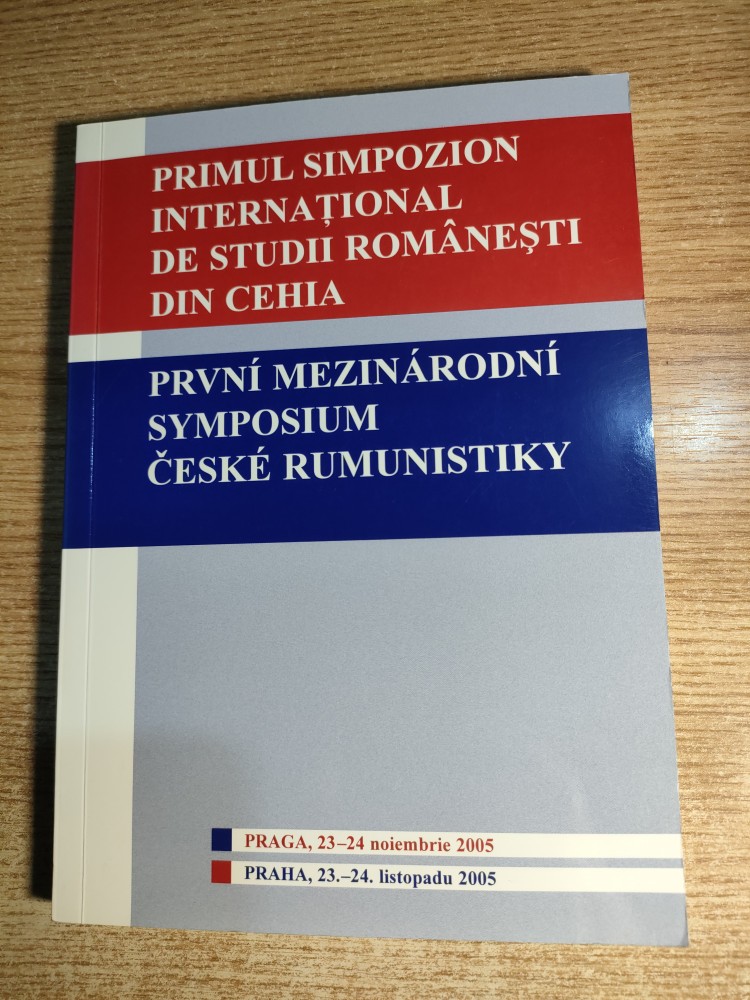 PRIMUL SIMPOZION
INTERNAȚIONAL
DE STUDII ROMÂNEȘTI
DIN CEHIA
PRVNÍ MEZINÁRODNÍ
SYMPOSIUM
ČESKÉ RUMUNISTIKY
PRAGA, 23–24 noiembrie 2005
PRAHA, 23.–24. listopadu 2005